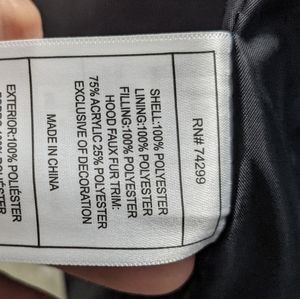 RN# 74299
SHELL:100% POLYESTER
LINING:100% POLYESTER
FILLING:100% POLYESTER
HOOD FAUX FUR TRIM:
75% ACRYLIC 25% POLYESTER
EXCLUSIVE OF DECORATION
MADE IN CHINA
EXTERIOR:100% POLIÉSTER